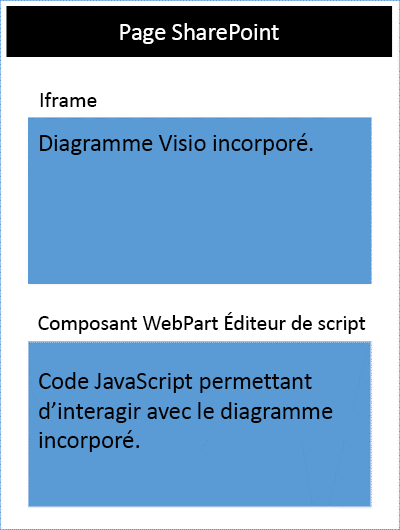 Page SharePoint
Iframe
Diagramme Visio incorporé.
Composant WebPart Éditeur de script
Code JavaScript permettant
d’interagir avec le diagramme
incorporé.